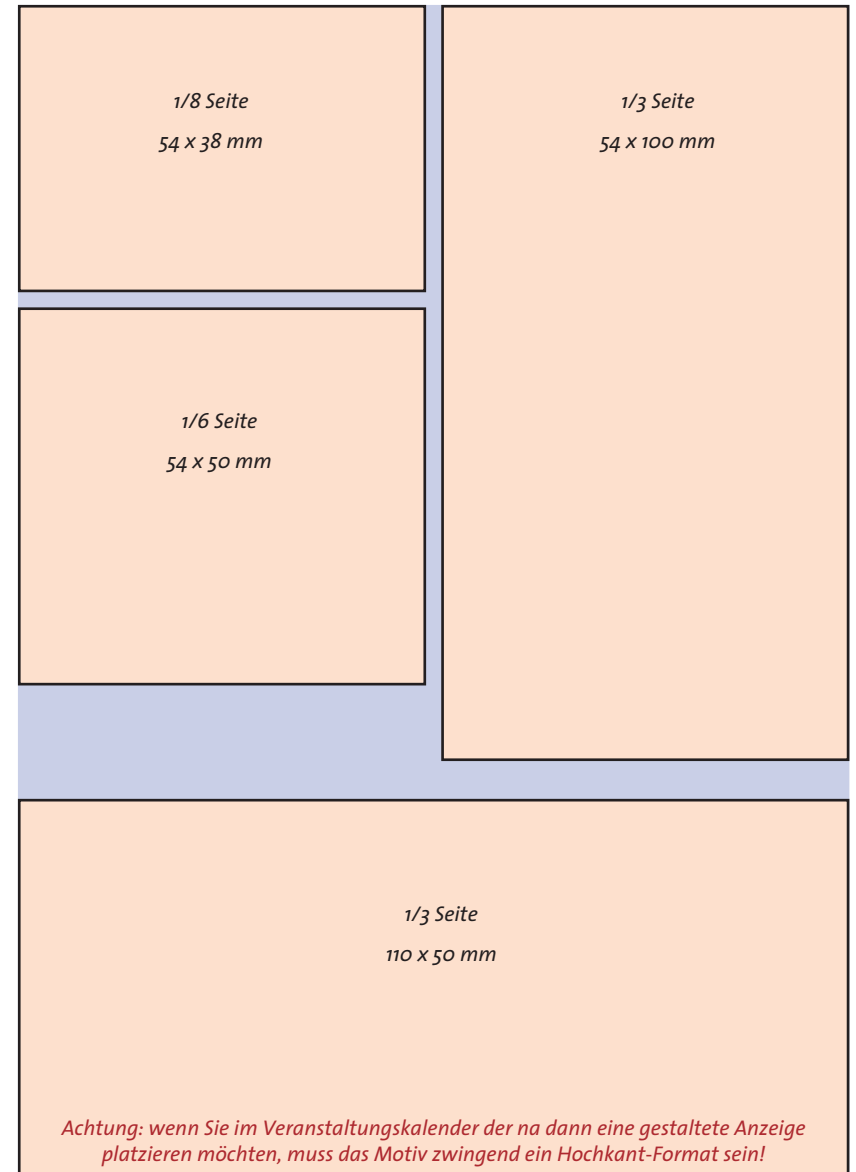 1/8 Seite
54 x 38 mm
1/3 Seite
54 x 100 mm
1/6 Seite
54 x 50 mm
1/3 Seite
110 x 50 mm
Achtung: wenn Sie im Veranstaltungskalender der na dann eine gestaltete Anzeige
platzieren möchten, muss das Motiv zwingend ein Hochkant-Format sein!